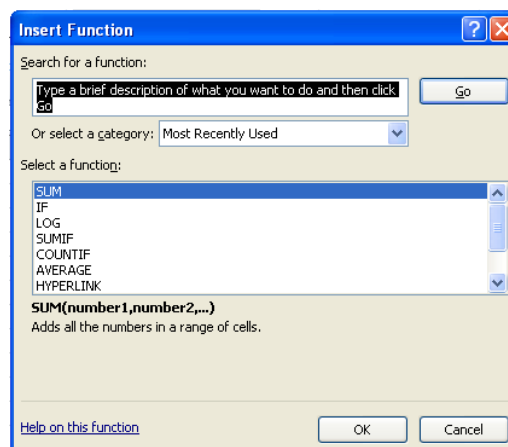 Insert Function
Search for a function:
Type a brief description of what you want to do and then click
Go
Go
Or select a category: Most Recently Used
Select a function:
SUM
IF
LOG
SUMIF
COUNTIF
AVERAGE
HYPERLINK
SUM(number1,number2,...)
Adds all the numbers in a range of cells.
Help on this function
OK
Cancel